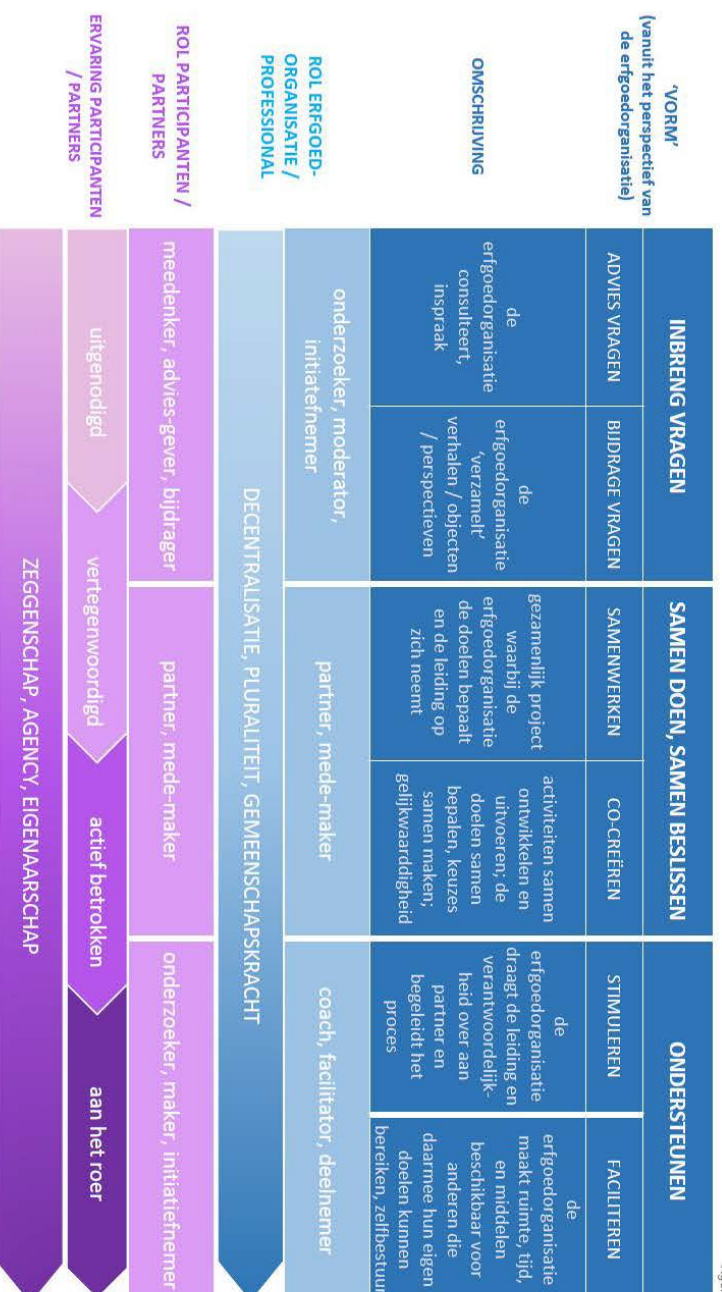 'VORM'
(vanuit het perspectief van
de erfgoedorganisatie)
INBRENG VRAGEN
SAMEN DOEN, SAMEN BESLISSEN
ONDERSTEUNEN
ADVIES VRAGEN
BIJDRAGE VRAGEN
SAMENWERKEN
CO-CREËREN
STIMULEREN
FACILITEREN
OMSCHRIJVING
de
erfgoedorganisatie
consulteert,
inspraak
de
erfgoedorganisatie
'verzamelt'
verhalen / objecten
/ perspectieven
gezamenlijk project
waarbij de
erfgoedorganisatie
de doelen bepaalt
en de leiding op
zich neemt
activiteiten samen
ontwikkelen en
uitvoeren; de
doelen samen
bepalen, keuzes
samen maken;
gelijkwaarddigheid
de
erfgoedorganisatie
draagt de leiding en
verantwoordelijk-
heid over aan
partner en
begeleidt het
proces
de
erfgoedorganisatie
maakt ruimte, tijd,
en middelen
beschikbaar voor
anderen die
daarmee hun eigen
doelen kunnen
bereiken, zelfbestuur
ROL ERFGOED-
ORGANISATIE /
PROFESSIONAL
onderzoeker, moderator,
initiatefnemer
partner, mede-maker
coach, facilitator, deelnemer
DECENTRALISATIE, PLURALITEIT, GEMEENSCHAPSKRACHT
ROL PARTICIPANTEN /
PARTNERS
meedenker, advies-gever, bijdrager
partner, mede-maker
onderzoeker, maker, initiatiefnemer
ERVARING PARTICIPANTEN
/ PARTNERS
uitgenodigd
vertegenwoordigd
actief betrokken
aan het roer
ZEGGENSCHAP, AGENCY, EIGENAARSCHAP